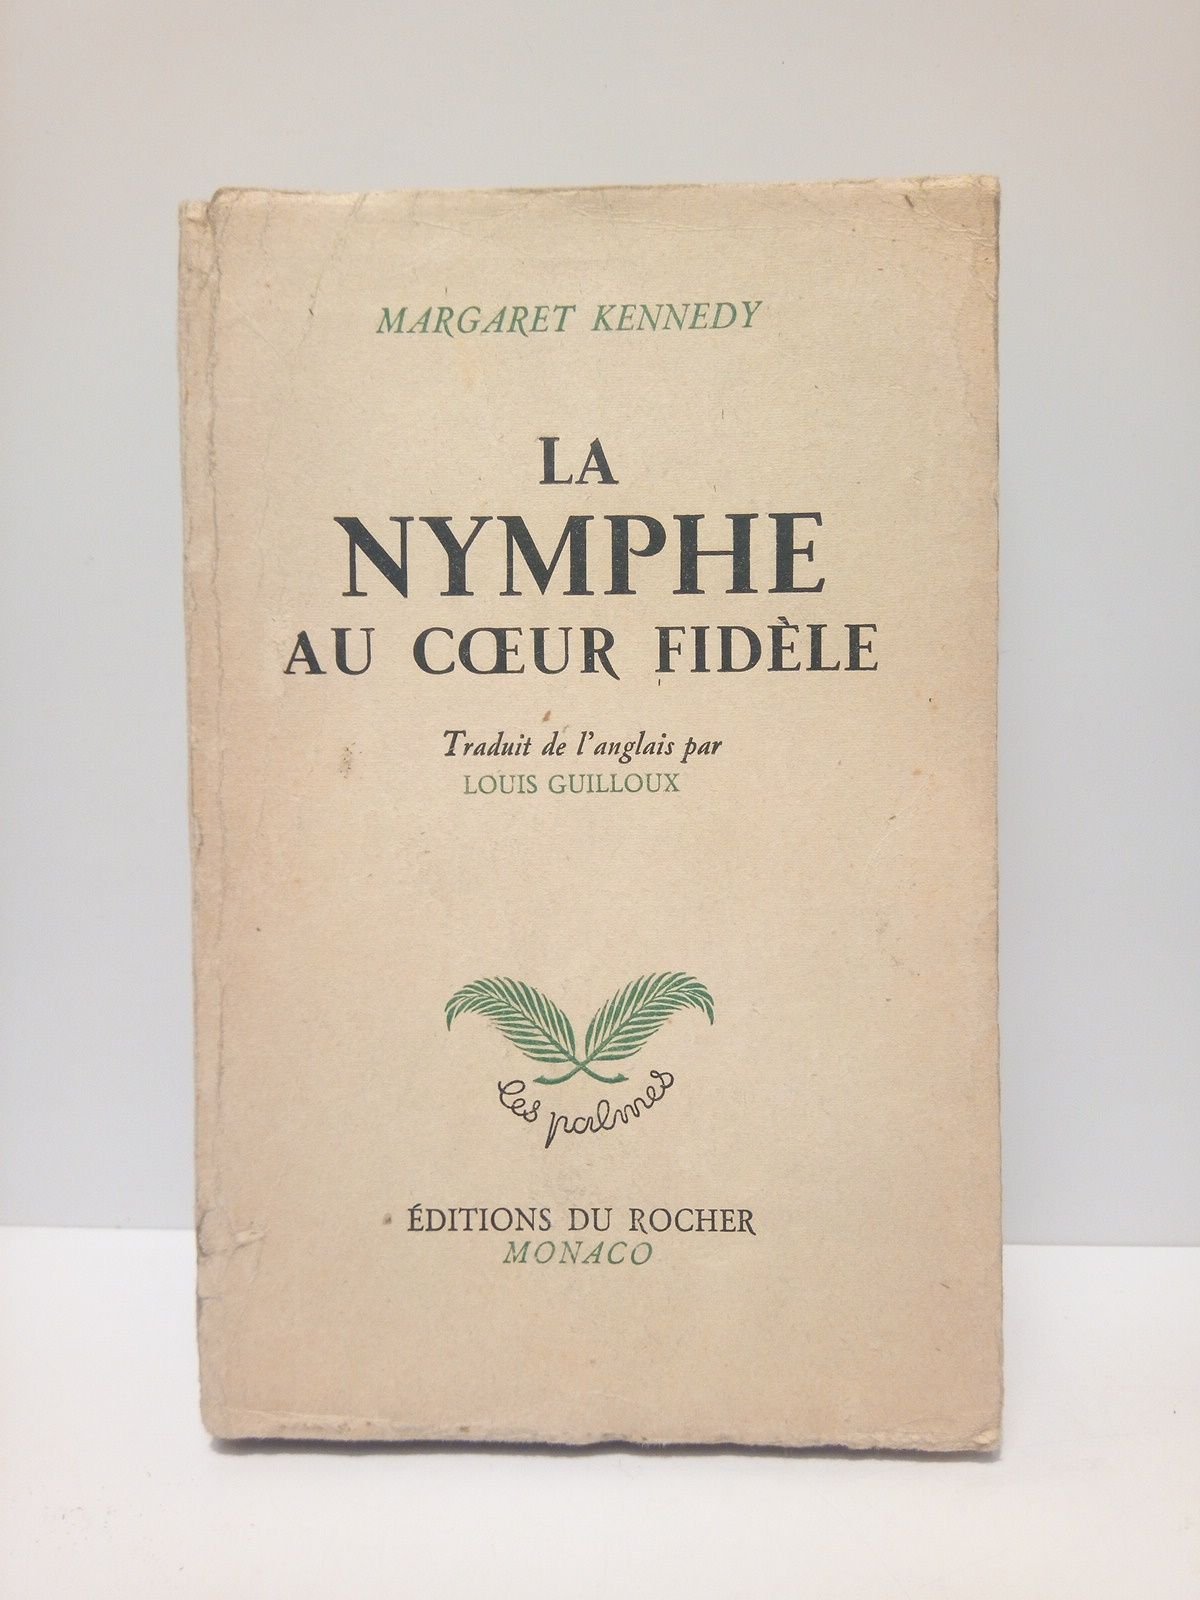 MARGARET KENNEDY
LA
NYMPHE
AU CŒUR FIDÈLE
Traduit de l'anglais par
LOUIS GUILLOUX
les palmes
ÉDITIONS DU ROCHER
MONACO